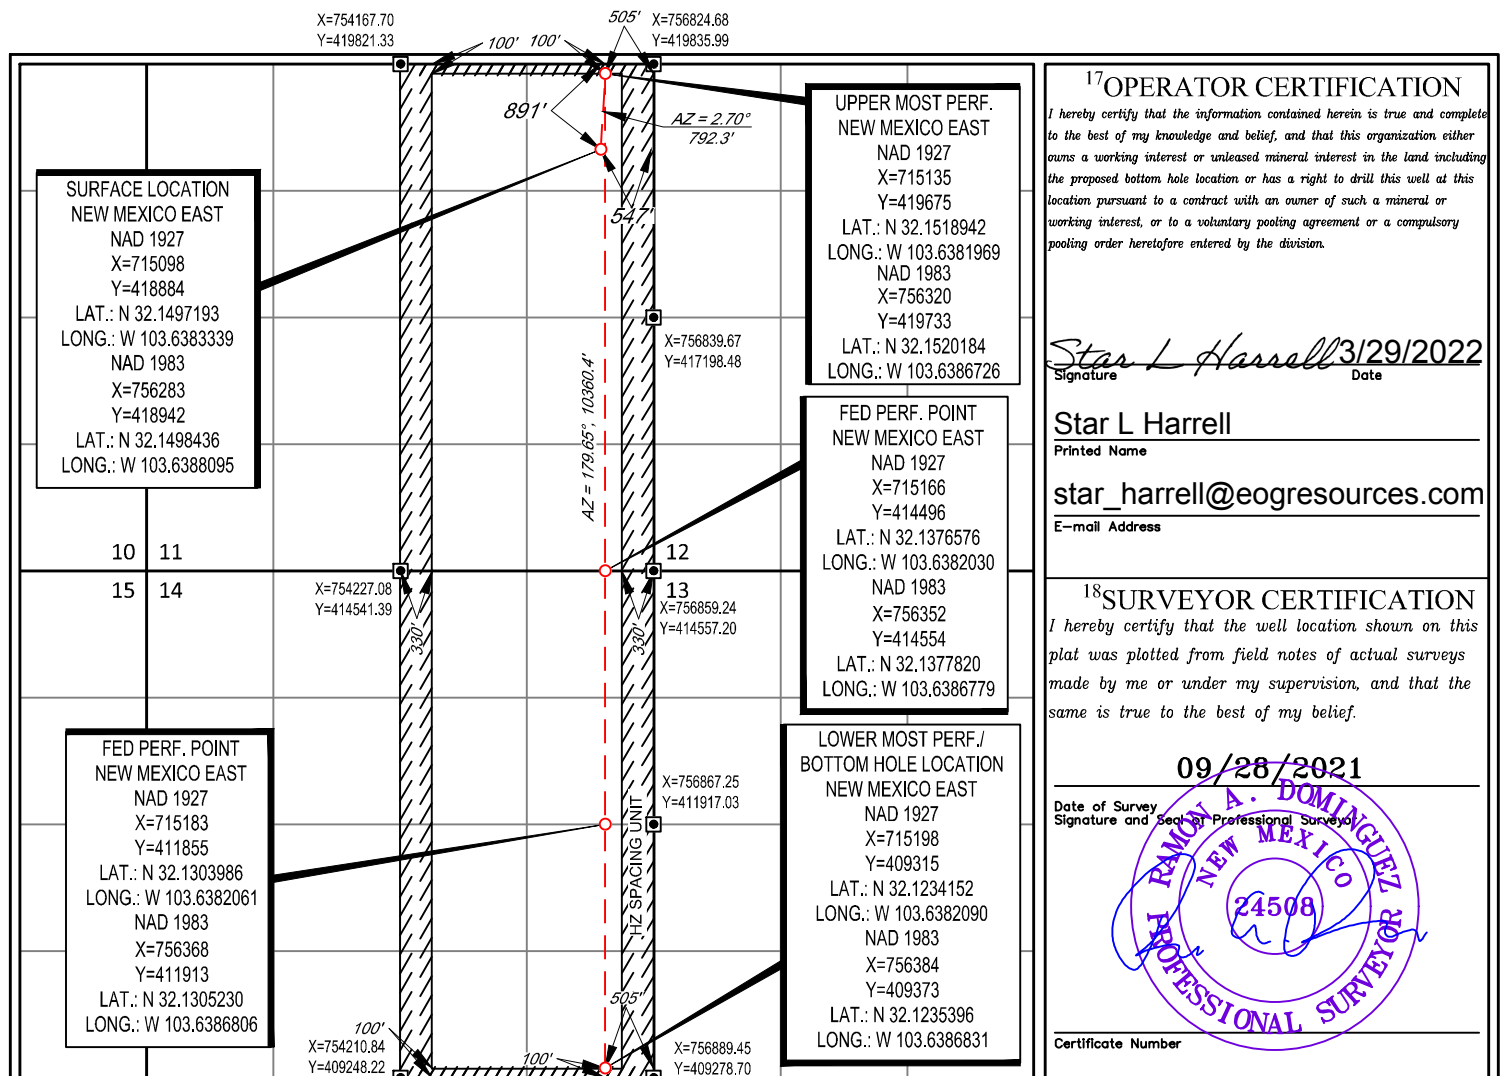 X=754167.70
Y=419821.33
505'
X=756824.68
Y=419835.99
100' 100'
891'
AZ = 2.70°
792.3'
547'
SURFACE LOCATION
NEW MEXICO EAST
NAD 1927
X=715098
Y=418884
LAT.: N 32.1497193
LONG.: W 103.6383339
NAD 1983
X=756283
Y=418942
LAT.: N 32.1498436
LONG.: W 103.6388095
UPPER MOST PERF.
NEW MEXICO EAST
NAD 1927
X=715135
Y=419675
LAT.: N 32.1518942
LONG.: W 103.6381969
NAD 1983
X=756320
Y=419733
LAT.: N 32.1520184
LONG.: W 103.6386726
X=756839.67
Y=417198.48
AZ = 179.65°, 10360.4'
FED PERF. POINT
NEW MEXICO EAST
NAD 1927
X=715166
Y=414496
LAT.: N 32.1376576
LONG.: W 103.6382030
NAD 1983
X=756352
Y=414554
LAT.: N 32.1377820
LONG.: W 103.6386779
10 11
12
15 14
13
X=754227.08
Y=414541.39
330'
330'
X=756859.24
Y=414557.20
FED PERF. POINT
NEW MEXICO EAST
NAD 1927
X=715183
Y=411855
LAT.: N 32.1303986
LONG.: W 103.6382061
NAD 1983
X=756368
Y=411913
LAT.: N 32.1305230
LONG.: W 103.6386806
X=756867.25
Y=411917.03
HZ SPACING UNIT
LOWER MOST PERF./
BOTTOM HOLE LOCATION
NEW MEXICO EAST
NAD 1927
X=715198
Y=409315
LAT.: N 32.1234152
LONG.: W 103.6382090
NAD 1983
X=756384
Y=409373
LAT.: N 32.1235396
LONG.: W 103.6386831
505'
100'
100'
X=754210.84
Y=409248.22
X=756889.45
Y=409278.70
17OPERATOR CERTIFICATION
I hereby certify that the information contained herein is true and complete
to the best of my knowledge and belief, and that this organization either
owns a working interest or unleased mineral interest in the land including
the proposed bottom hole location or has a right to drill this well at this
location pursuant to a contract with an owner of such a mineral or
working interest, or to a voluntary pooling agreement or a compulsory
pooling order heretofore entered by the division.
Star L Harrell 3/29/2022
Signature Date
Star L Harrell
Printed Name
star_harrell@eogresources.com
E-mail Address
18SURVEYOR CERTIFICATION
I hereby certify that the well location shown on this
plat was plotted from field notes of actual surveys
made by me or under my supervision, and that the
same is true to the best of my belief.
09/28/2021
Date of Survey
Signature and Seal of Professional Surveyor
RAMON A. DOMINGUEZ
NEW MEXICO
24508
PROFESSIONAL SURVEYOR
Certificate Number